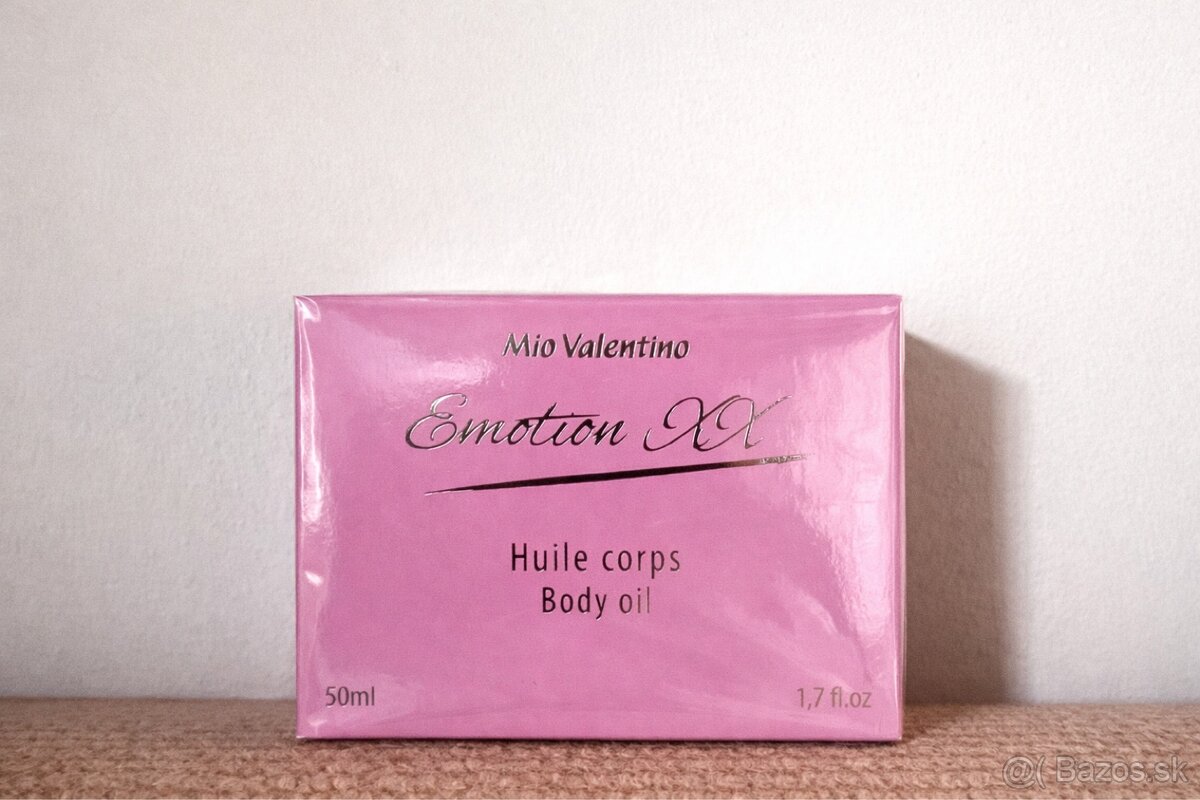 Mio Valentino
Emotion XX
Huile corps
Body oil
50ml
1,7 fl.oz
@( Bazos.sk